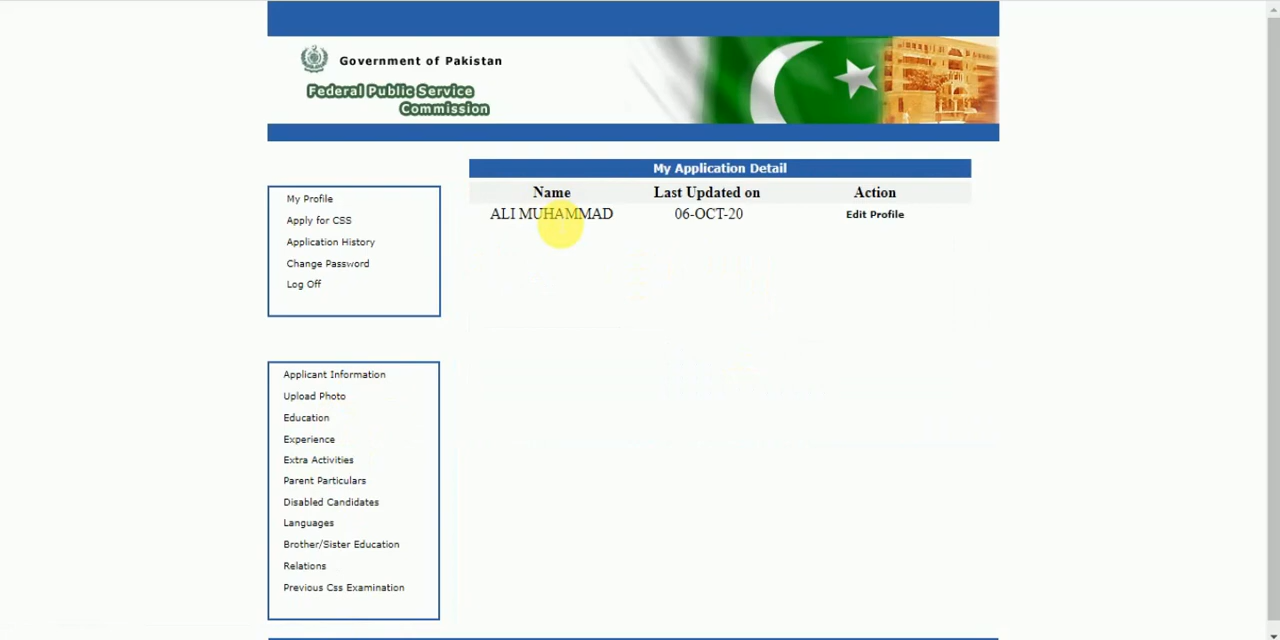 Government of Pakistan
Federal Public Service
Commission
My Application Detail
Name Last Updated on Action
ALI MUHAMMAD 06-OCT-20 Edit Profile
My Profile
Apply for CSS
Application History
Change Password
Log Off
Applicant Information
Upload Photo
Education
Experience
Extra Activities
Parent Particulars
Disabled Candidates
Languages
Brother/Sister Education
Relations
Previous Css Examination